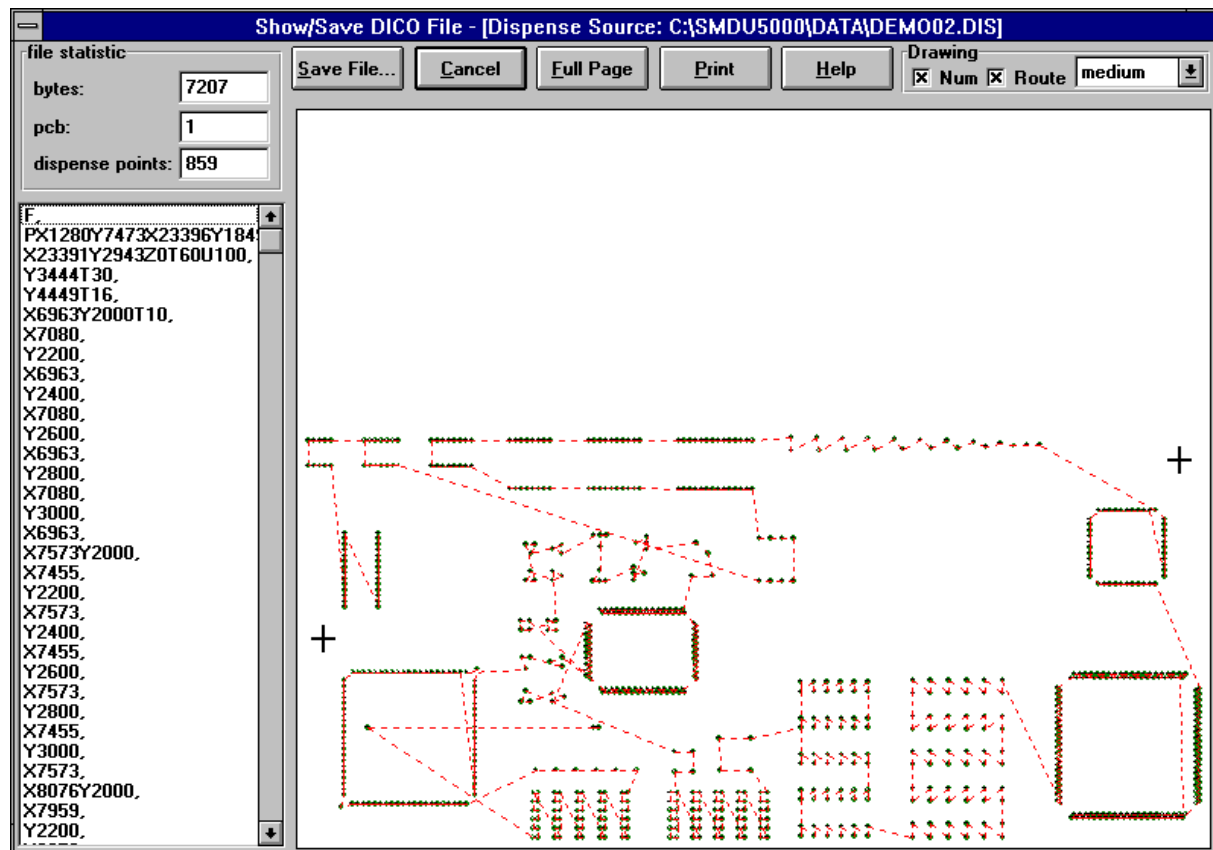 Show/Save DICO File - [Dispense Source: C:\SMDU5000\DATA\DEMO02.DIS]
file statistic
bytes: 7207
pcb: 1
dispense points: 859
Save File... Cancel Full Page Print Help
Drawing
Num Route medium
F,
PX1280Y7473X23396Y184
X23391Y2943Z0T60U100,
Y3444T30,
Y4449T16,
X6963Y2000T10,
X7080,
Y2200,
X6963,
Y2400,
X7080,
Y2600,
X6963,
Y2800,
X7080,
Y3000,
X6963,
X7573Y2000,
X7455,
Y2200,
X7573,
Y2400,
X7455,
Y2600,
X7573,
Y2800,
X7455,
Y3000,
X7573,
X8076Y2000,
X7959,
Y2200,